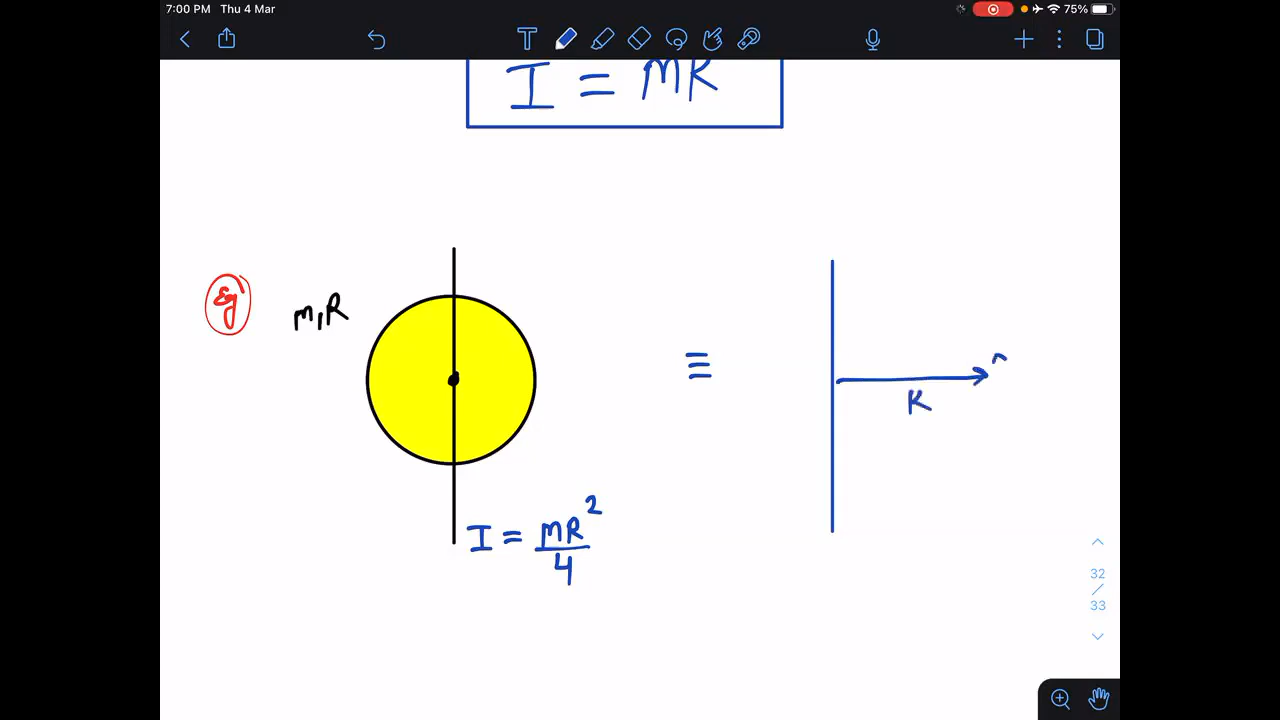 7:00 PM Thu 4 Mar
75%
I = MR
Eg
M,R
≡
K
I = MR²/4
32
/
33